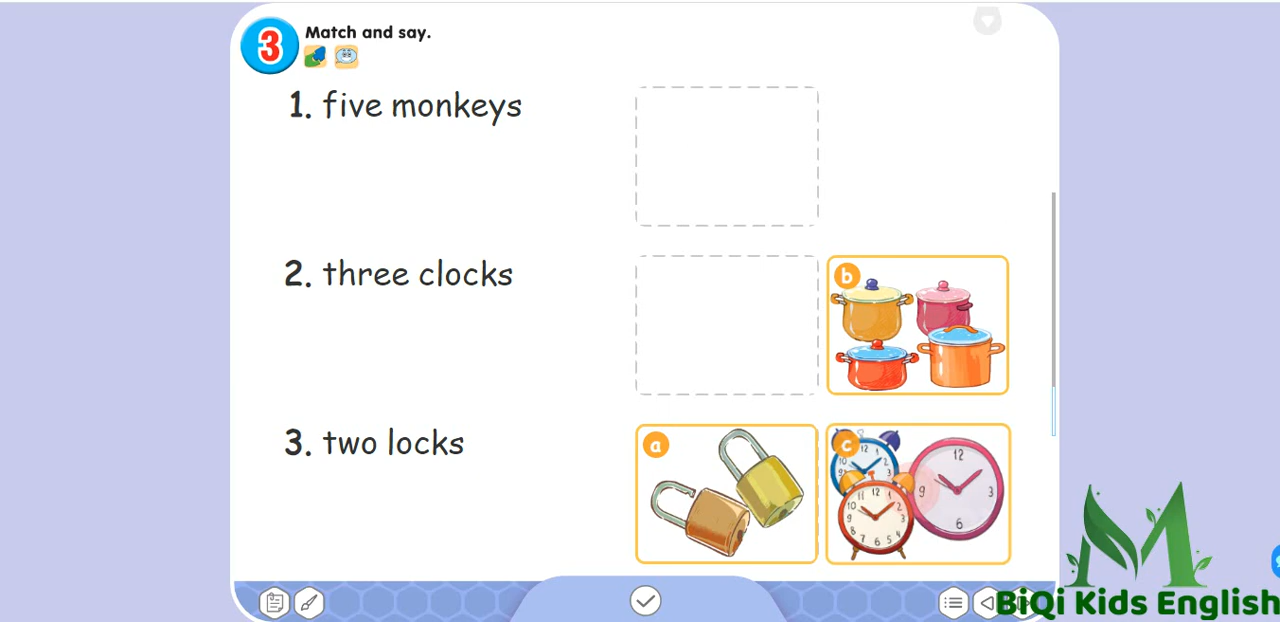 3 Match and say.
1. five monkeys
2. three clocks
b
3. two locks
a
c
BiQi Kids English